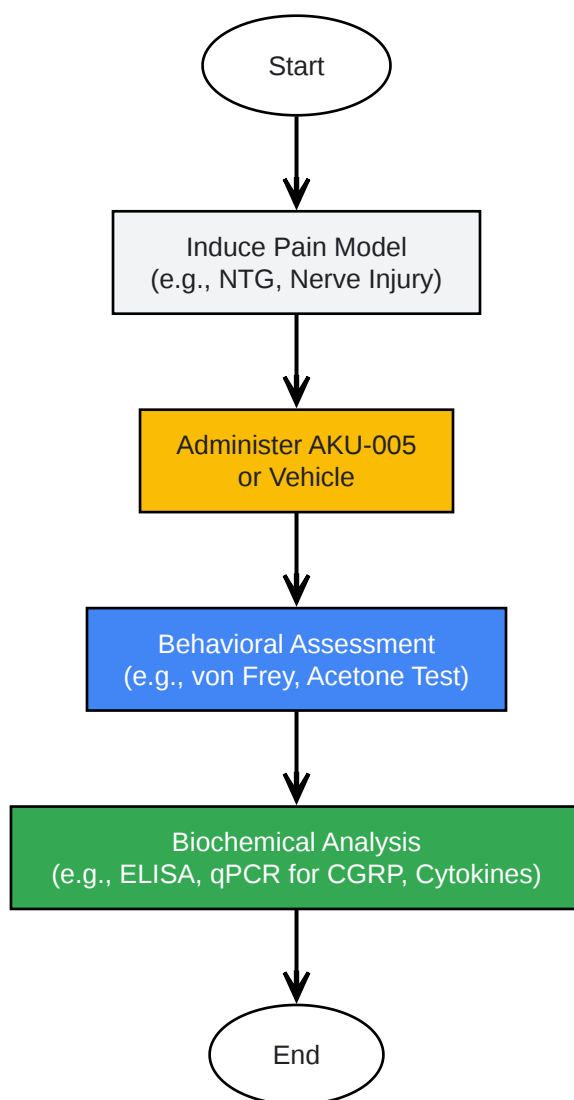 Start
Induce Pain Model
(e.g., NTG, Nerve Injury)
Administer AKU-005
or Vehicle
Behavioral Assessment
(e.g., von Frey, Acetone Test)
Biochemical Analysis
(e.g., ELISA, qPCR for CGRP, Cytokines)
End